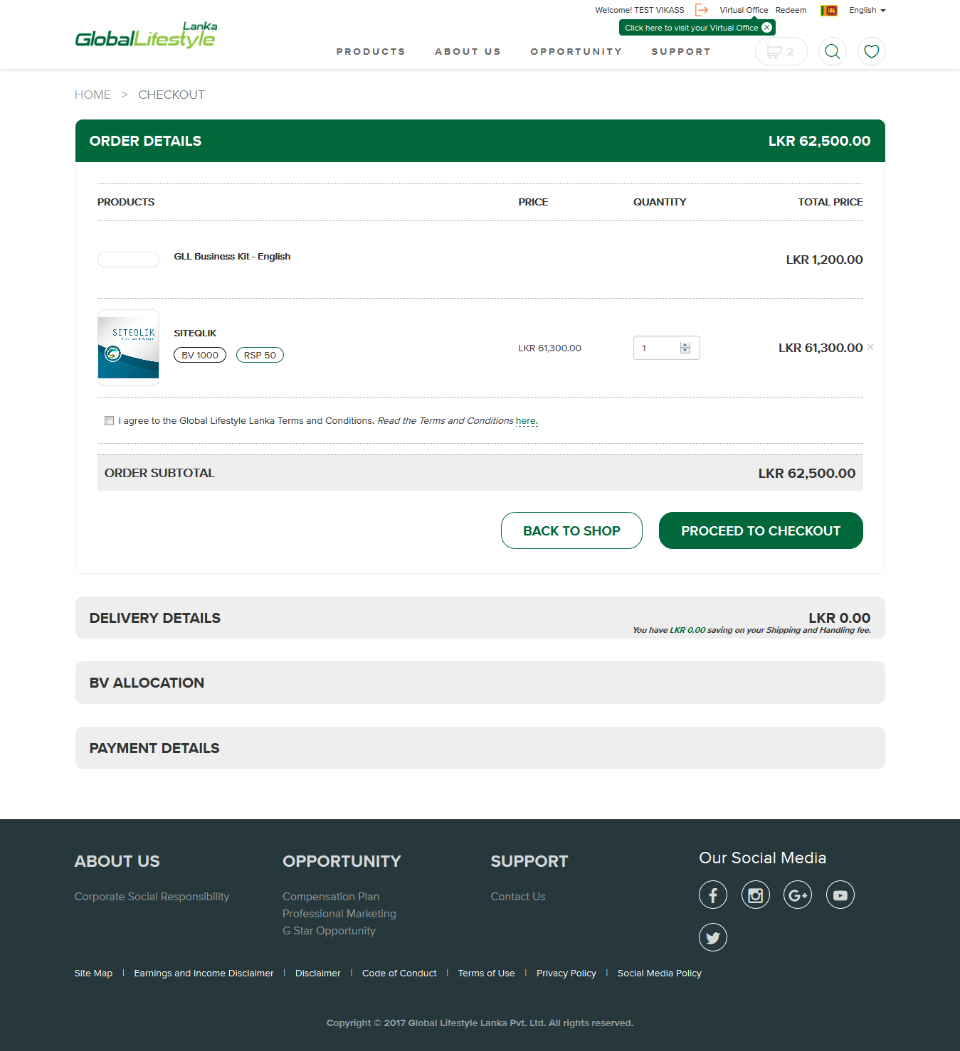 Welcome! TEST VIKASS Virtual Office Redeem English
Click here to visit your Virtual Office
Lanka
GlobalLifestyle
PRODUCTS ABOUT US OPPORTUNITY SUPPORT
2
HOME > CHECKOUT
ORDER DETAILS LKR 62,500.00
PRODUCTS PRICE QUANTITY TOTAL PRICE
GLL Business Kit - English LKR 1,200.00
SITEQLIK
SITEQLIK
BV 1000 RSP 50 LKR 61,300.00 1 LKR 61,300.00 ×
I agree to the Global Lifestyle Lanka Terms and Conditions. Read the Terms and Conditions here.
ORDER SUBTOTAL LKR 62,500.00
BACK TO SHOP PROCEED TO CHECKOUT
DELIVERY DETAILS LKR 0.00
You have LKR 0.00 saving on your Shipping and Handling fee.
BV ALLOCATION
PAYMENT DETAILS
ABOUT US OPPORTUNITY SUPPORT Our Social Media
Corporate Social Responsibility Compensation Plan Contact Us
Professional Marketing
G Star Opportunity
Site Map | Earnings and Income Disclaimer | Disclaimer | Code of Conduct | Terms of Use | Privacy Policy | Social Media Policy
Copyright © 2017 Global Lifestyle Lanka Pvt. Ltd. All rights reserved.